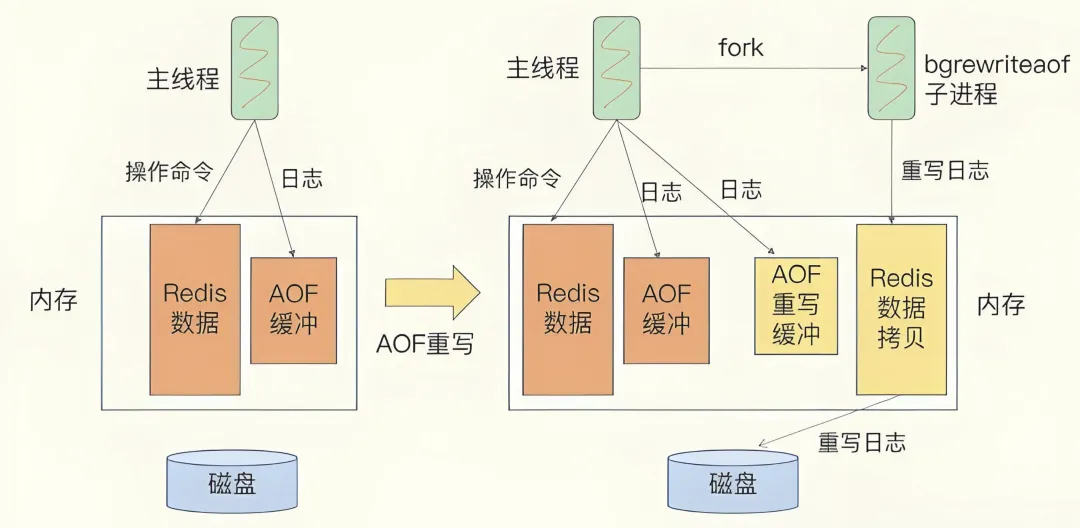 主线程
操作命令
日志
内存
Redis
数据
AOF
缓冲
磁盘
AOF重写
主线程
fork
bgrewriteaof
子进程
操作命令
日志
日志
重写日志
Redis
数据
AOF
缓冲
AOF
重写
缓冲
Redis
数据
拷贝
内存
重写日志
磁盘